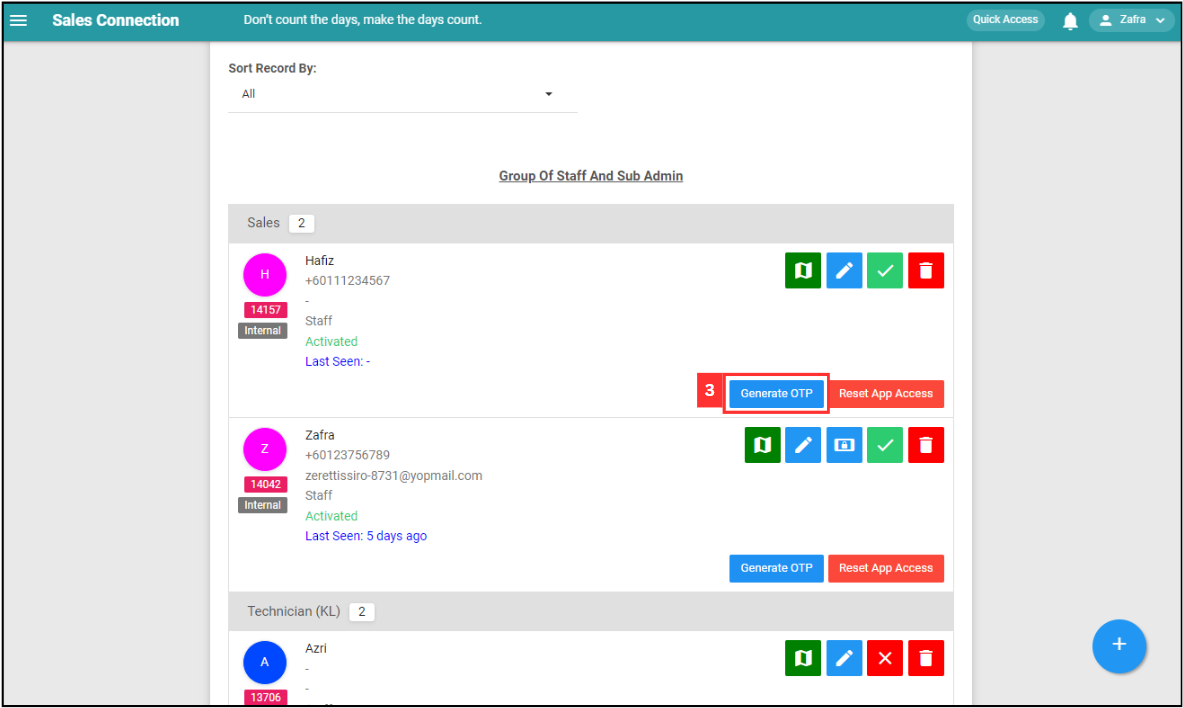 Sales Connection
Don't count the days, make the days count.
Quick Access
Zafra
Sort Record By:
All
Group Of Staff And Sub Admin
Sales 2
H
14157
Internal
Hafiz
+60111234567
-
Staff
Activated
Last Seen: -
3
Generate OTP
Reset App Access
Z
14042
Internal
Zafra
+60123756789
zerettissiro-8731@yopmail.com
Staff
Activated
Last Seen: 5 days ago
Generate OTP
Reset App Access
Technician (KL) 2
A
13706
Azri
-
-
+